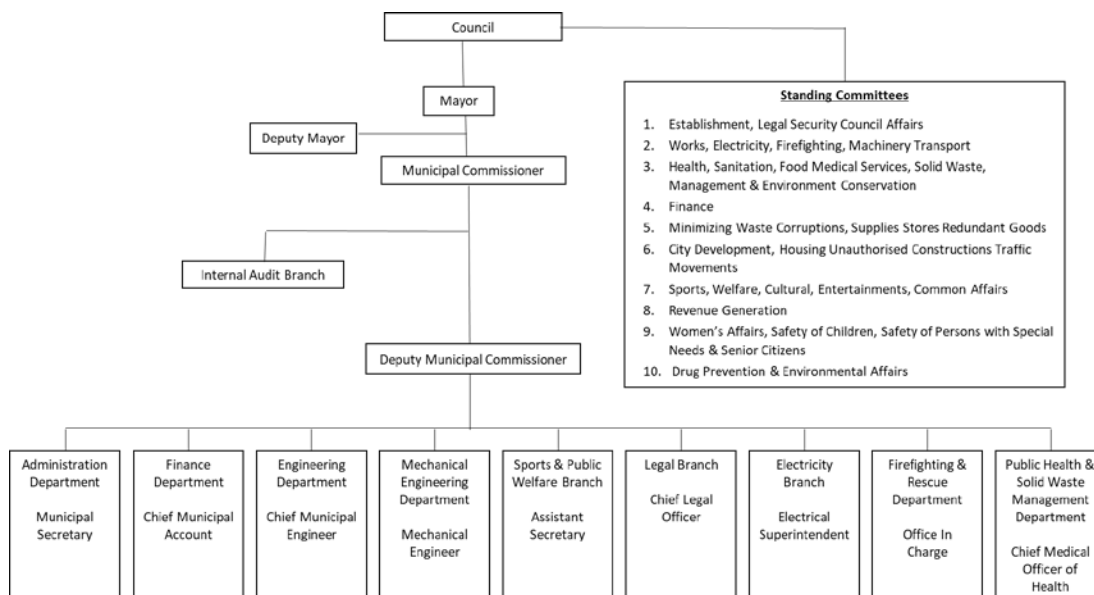 Council
Mayor
Deputy Mayor
Municipal Commissioner
Internal Audit Branch
Deputy Municipal Commissioner
Standing Committees
1. Establishment, Legal Security Council Affairs
2. Works, Electricity, Firefighting, Machinery Transport
3. Health, Sanitation, Food Medical Services, Solid Waste,
Management & Environment Conservation
4. Finance
5. Minimizing Waste Corruptions, Supplies Stores Redundant Goods
6. City Development, Housing Unauthorised Constructions Traffic
Movements
7. Sports, Welfare, Cultural, Entertainments, Common Affairs
8. Revenue Generation
9. Women's Affairs, Safety of Children, Safety of Persons with Special
Needs & Senior Citizens
10. Drug Prevention & Environmental Affairs
Administration
Department
Municipal
Secretary
Finance
Department
Chief Municipal
Account
Engineering
Department
Chief Municipal
Engineer
Mechanical
Engineering
Department
Mechanical
Engineer
Sports & Public
Welfare Branch
Assistant
Secretary
Legal Branch
Chief Legal
Officer
Electricity
Branch
Electrical
Superintendent
Firefighting &
Rescue
Department
Office In
Charge
Public Health &
Solid Waste
Management
Department
Chief Medical
Officer of
Health